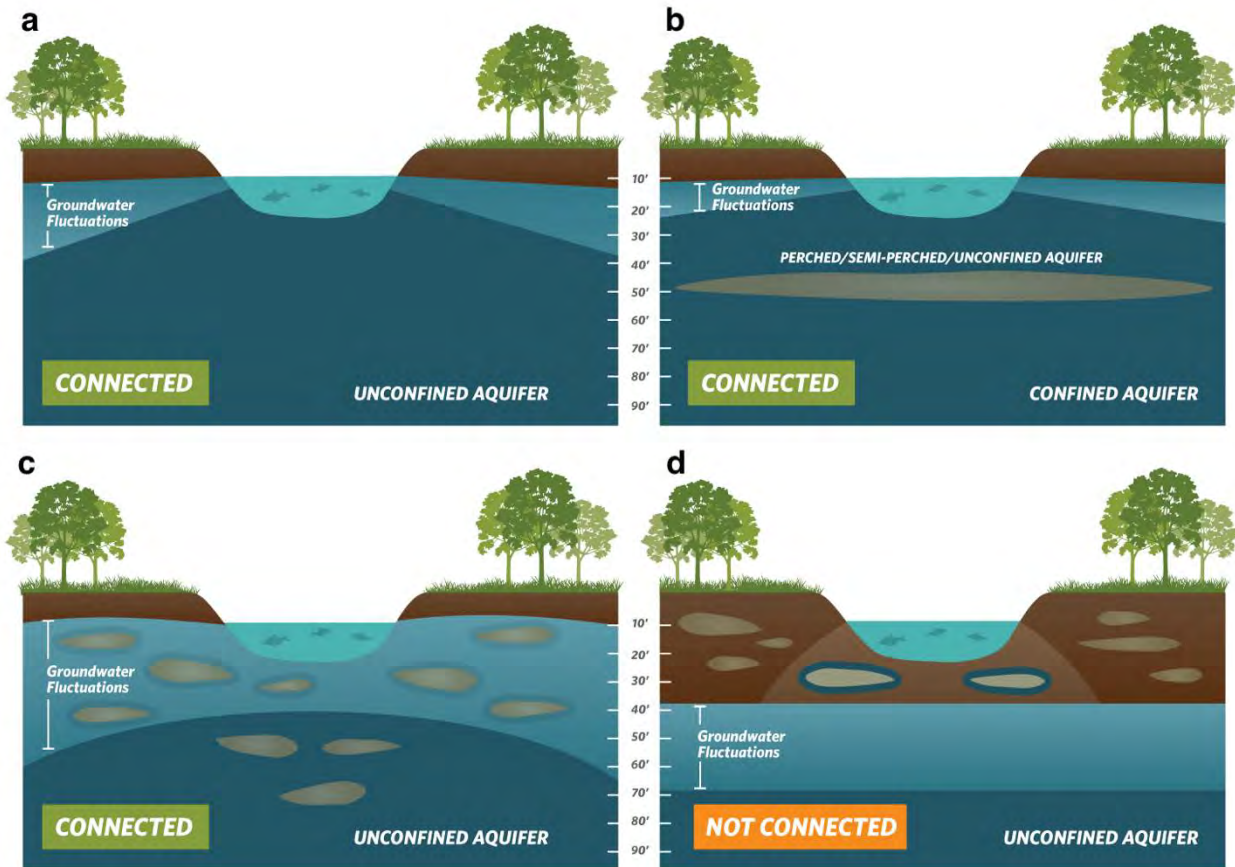 a
Groundwater
Fluctuations
CONNECTED
UNCONFINED AQUIFER
10'
20'
30'
40'
50'
60'
70'
80'
90'
b
Groundwater
Fluctuations
PERCHED/SEMI-PERCHED/UNCONFINED AQUIFER
CONNECTED
CONFINED AQUIFER
c
Groundwater
Fluctuations
CONNECTED
UNCONFINED AQUIFER
10'
20'
30'
40'
50'
60'
70'
80'
90'
d
Groundwater
Fluctuations
NOT CONNECTED
UNCONFINED AQUIFER